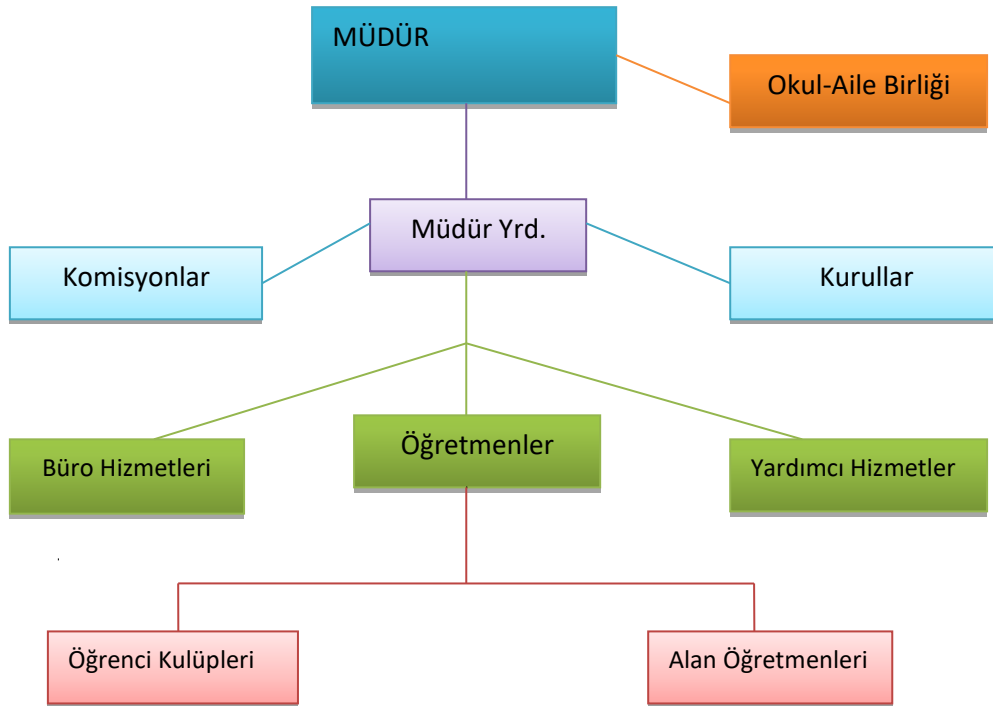 MÜDÜR
Okul-Aile Birliği
Müdür Yrd.
Komisyonlar
Kurullar
Büro Hizmetleri
Öğretmenler
Yardımcı Hizmetler
Öğrenci Kulüpleri
Alan Öğretmenleri